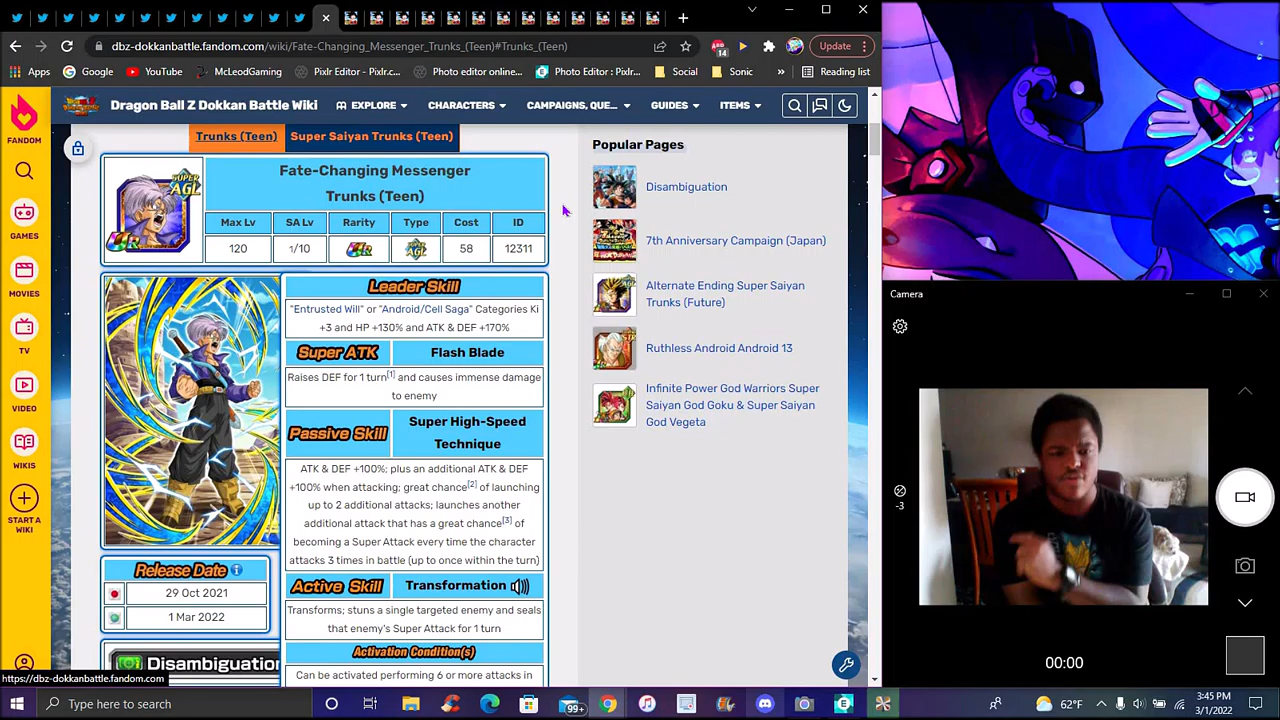 dbz-dokkanbattle.fandom.com/wiki/Fate-Changing_Messenger_Trunks_(Teen)#Trunks_(Teen)
14
Update
Apps
Google
YouTube
McLeodGaming
Pixlr Editor - Pixlr.c...
Photo online editor...
Photo Editor : Pixlr...
Social
Sonic
»
Reading list
FANDOM
GAMES
MOVIES
TV
VIDEO
WIKIS
START A
WIKI
Dragon Ball Z Dokkan Battle Wiki
EXPLORE
CHARACTERS
CAMPAIGNS, QUE...
GUIDES
ITEMS
Trunks (Teen)
Super Saiyan Trunks (Teen)
SUPER
AGL
UR
Fate-Changing Messenger
Trunks (Teen)
Max Lv
SA Lv
Rarity
Type
Cost
ID
120
1/10
UR
SUPER AGL
58
12311
Leader Skill
"Entrusted Will" or "Android/Cell Saga" Categories Ki
+3 and HP +130% and ATK & DEF +170%
Super ATK
Flash Blade
Raises DEF for 1 turn[1] and causes immense damage
to enemy
Passive Skill
Super High-Speed
Technique
ATK & DEF +100%; plus an additional ATK & DEF
+100% when attacking; great chance[2] of launching
up to 2 additional attacks; launches another
additional attack that has a great chance[3] of
becoming a Super Attack every time the character
attacks 3 times in battle (up to once within the turn)
Active Skill
Transformation
Transforms; stuns a single targeted enemy and seals
that enemy's Super Attack for 1 turn
Activation Condition(s)
Can be activated performing 6 or more attacks in
Release Date
29 Oct 2021
1 Mar 2022
Disambiguation
Popular Pages
Disambiguation
7th Anniversary Campaign (Japan)
Alternate Ending Super Saiyan
Trunks (Future)
Ruthless Android Android 13
Infinite Power God Warriors Super
Saiyan God Goku & Super Saiyan
God Vegeta
https://dbz-dokkanbattle.fandom.com
Camera
-3
00:00
Type here to search
99+
62°F
3:45 PM
3/1/2022